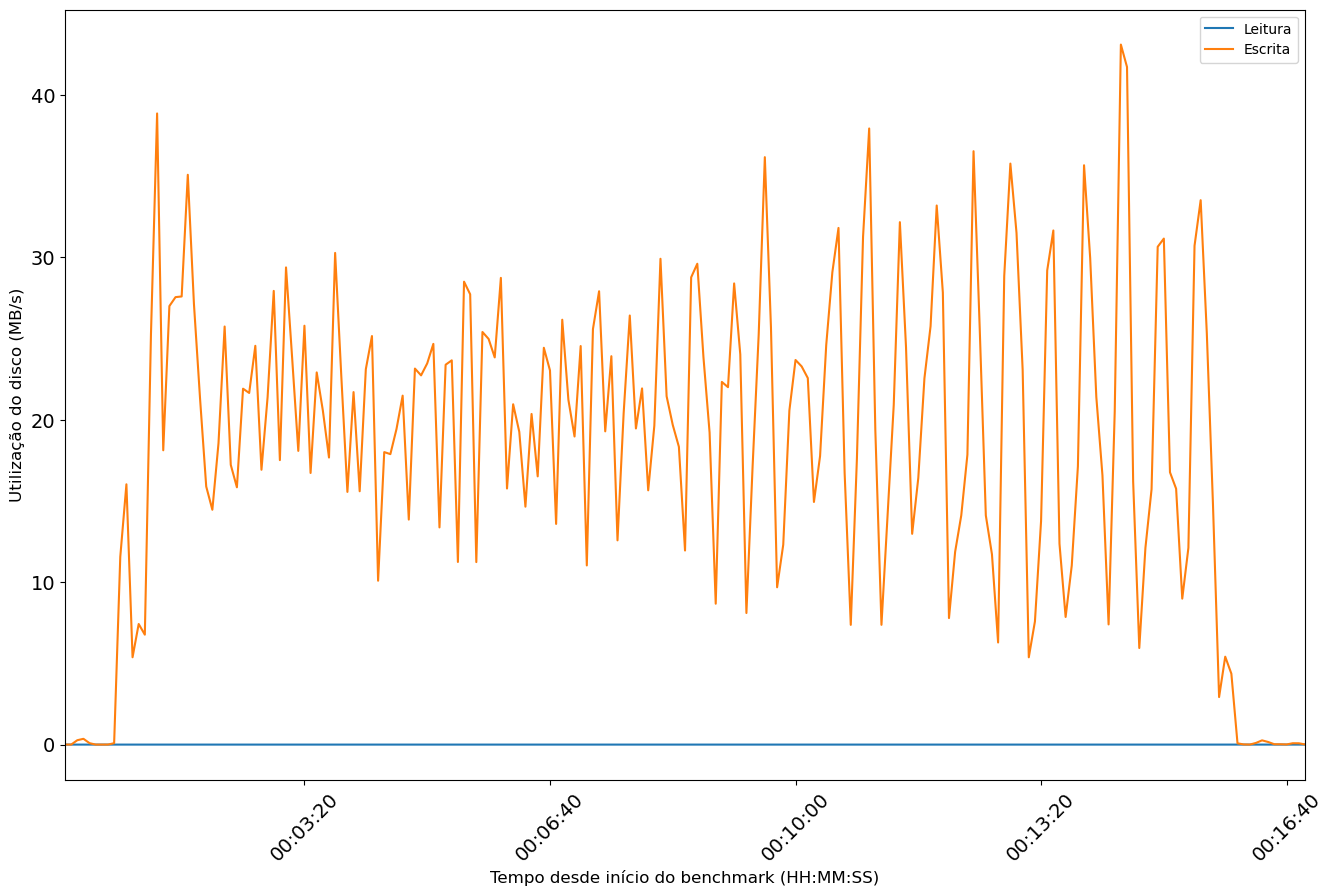 Leitura
Escrita
Utilização do disco (MB/s)
40
30
20
10
0
00:03:20
00:06:40
00:10:00
00:13:20
00:16:40
Tempo desde início do benchmark (HH:MM:SS)